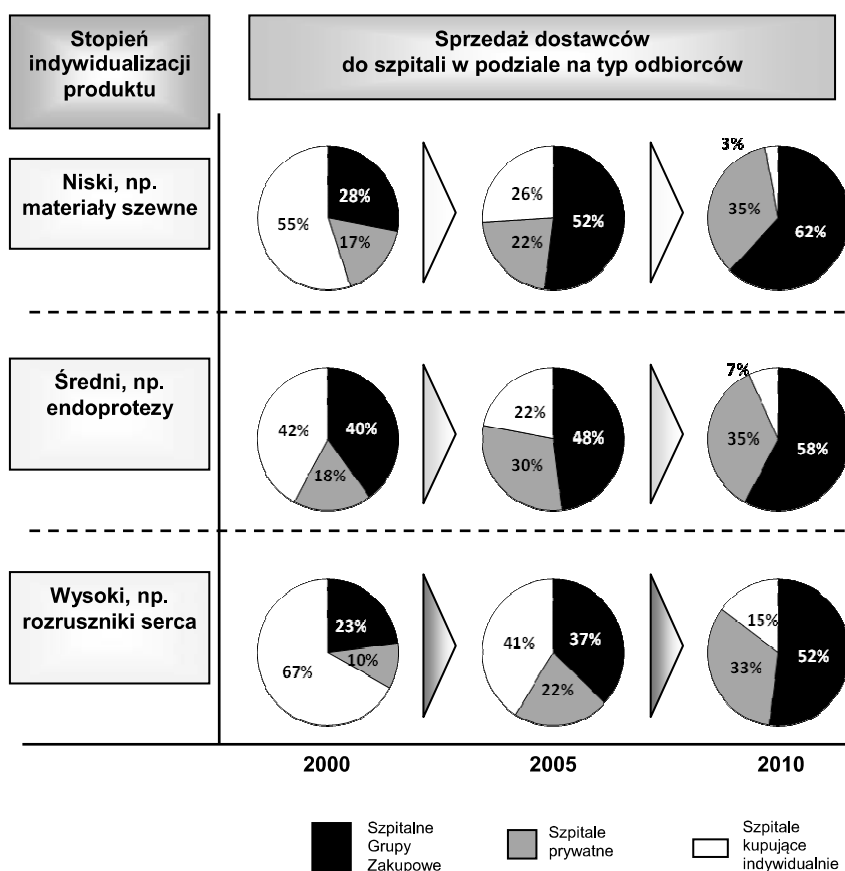 Stopień
indywidualizacji
produktu
Sprzedaż dostawców
do szpitali w podziale na typ odbiorców
Niski, np.
materiały szewne
28%
55%
17%
26%
52%
22%
3%
35%
62%
Średni, np.
endoprotezy
42%
40%
18%
22%
48%
30%
7%
35%
58%
Wysoki, np.
rozruszniki serca
23%
10%
67%
41%
37%
22%
15%
33%
52%
2000
2005
2010
Szpitalne
Grupy
Zakupowe
Szpitale
prywatne
Szpitale
kupujące
indywidualnie